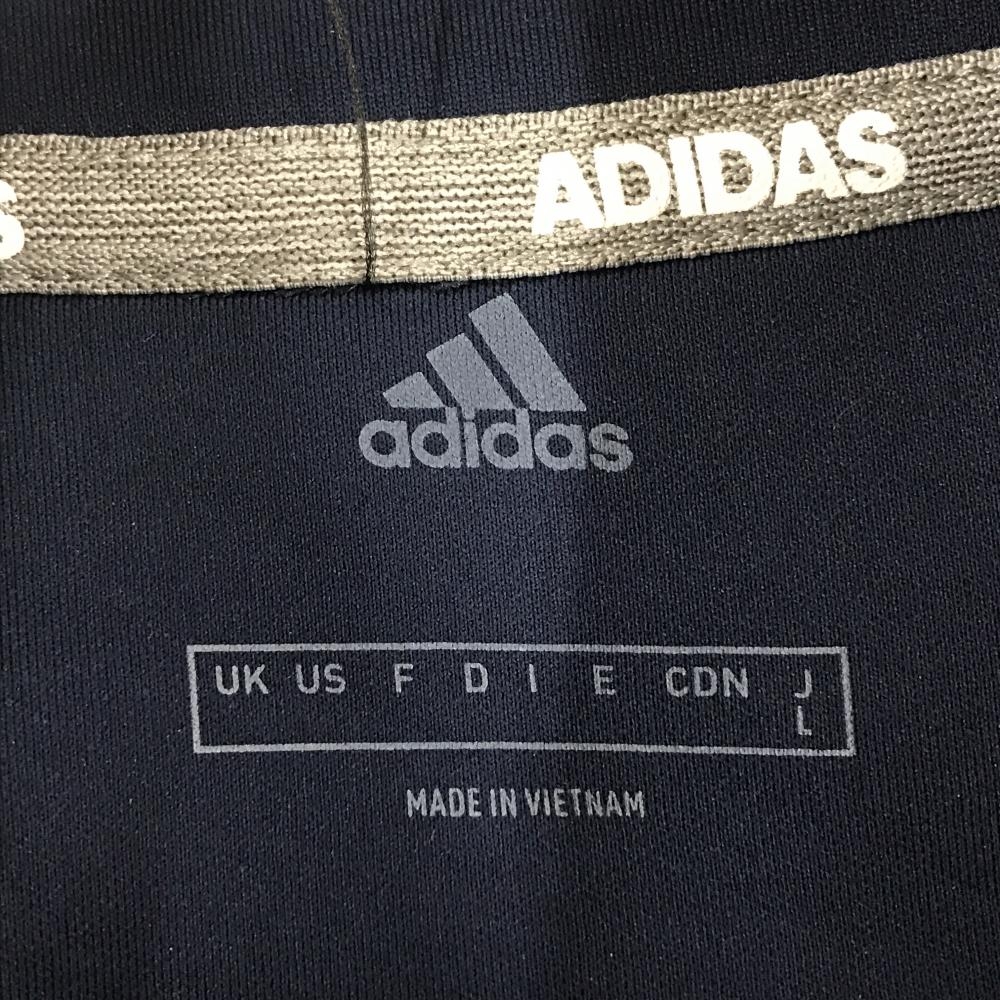 ADIDAS
adidas
UK US F D I E CDN J
L
MADE IN VIETNAM